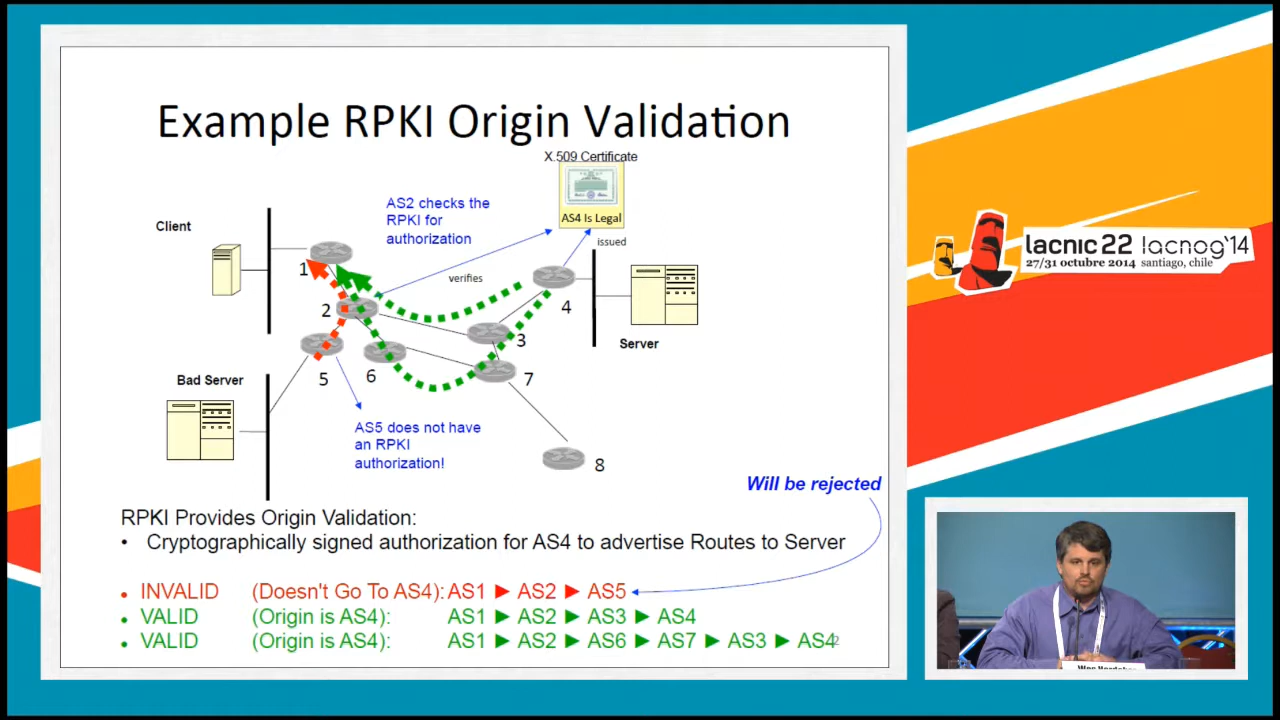 Example RPKI Origin Validation
X.509 Certificate
AS4 Is Legal
issued
AS2 checks the
RPKI for
authorization
verifies
Client
1
2
3
4
Server
5
6
7
8
Bad Server
AS5 does not have
an RPKI
authorization!
Will be rejected
RPKI Provides Origin Validation:
• Cryptographically signed authorization for AS4 to advertise Routes to Server
• INVALID (Doesn't Go To AS4): AS1 ► AS2 ► AS5
• VALID (Origin is AS4): AS1 ► AS2 ► AS3 ► AS4
• VALID (Origin is AS4): AS1 ► AS2 ► AS6 ► AS7 ► AS3 ► AS4
lacnic 22 lacnog'14
27/31 octubre 2014 santiago, chile